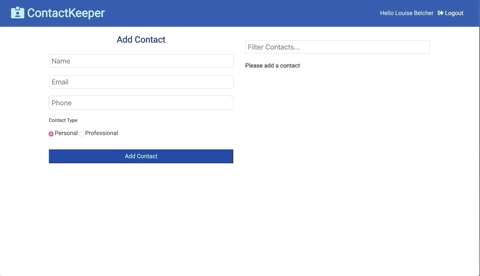 ContactKeeper
Hello Louise Belcher Logout
Add Contact
Name
Email
Phone
Contact Type
Personal Professional
Add Contact
Filter Contacts...
Please add a contact